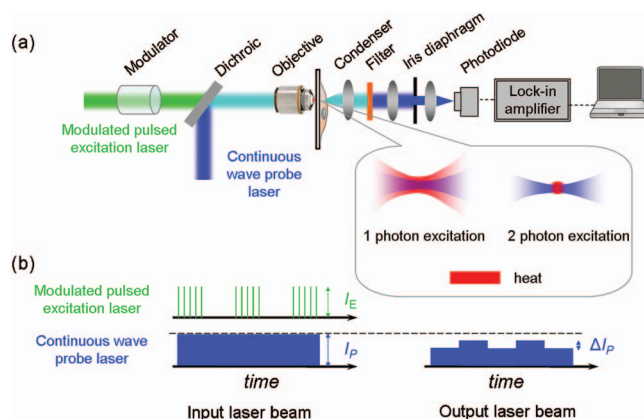 (a)
Modulator
Dichroic
Objective
Condenser
Filter
Iris diaphragm
Photodiode
Lock-in
amplifier
Modulated pulsed
excitation laser
Continuous
wave probe
laser
1 photon excitation
2 photon excitation
heat
(b)
Modulated pulsed
excitation laser
I_E
Continuous wave
probe laser
I_P
ΔI_P
time
time
Input laser beam
Output laser beam